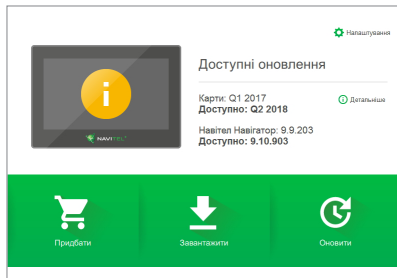 Налаштування
Доступні оновлення
Карти: Q1 2017
Доступно: Q2 2018
Детальніше
Навітел Навігатор: 9.9.203
Доступно: 9.10.903
NAVITEL
Придбати
Завантажити
Оновити